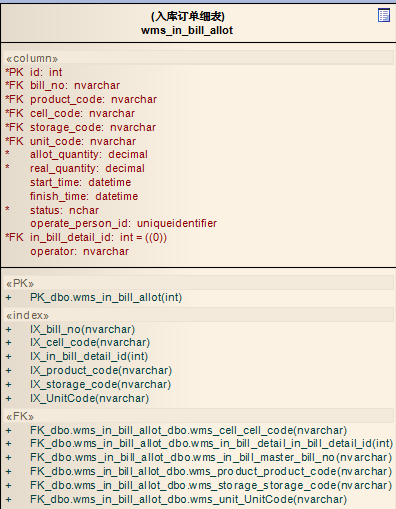 (入库订单细表)
wms_in_bill_allot
«column»
*PK id: int
*FK bill_no: nvarchar
*FK product_code: nvarchar
*FK cell_code: nvarchar
*FK storage_code: nvarchar
*FK unit_code: nvarchar
* allot_quantity: decimal
* real_quantity: decimal
start_time: datetime
finish_time: datetime
* status: nchar
operate_person_id: uniqueidentifier
*FK in_bill_detail_id: int = ((0))
operator: nvarchar
«PK»
+ PK_dbo.wms_in_bill_allot(int)
«index»
+ IX_bill_no(nvarchar)
+ IX_cell_code(nvarchar)
+ IX_in_bill_detail_id(int)
+ IX_product_code(nvarchar)
+ IX_storage_code(nvarchar)
+ IX_UnitCode(nvarchar)
«FK»
+ FK_dbo.wms_in_bill_allot_dbo.wms_cell_cell_code(nvarchar)
+ FK_dbo.wms_in_bill_allot_dbo.wms_in_bill_detail_in_bill_detail_id(int)
+ FK_dbo.wms_in_bill_allot_dbo.wms_in_bill_master_bill_no(nvarchar)
+ FK_dbo.wms_in_bill_allot_dbo.wms_product_product_code(nvarchar)
+ FK_dbo.wms_in_bill_allot_dbo.wms_storage_storage_code(nvarchar)
+ FK_dbo.wms_in_bill_allot_dbo.wms_unit_UnitCode(nvarchar)